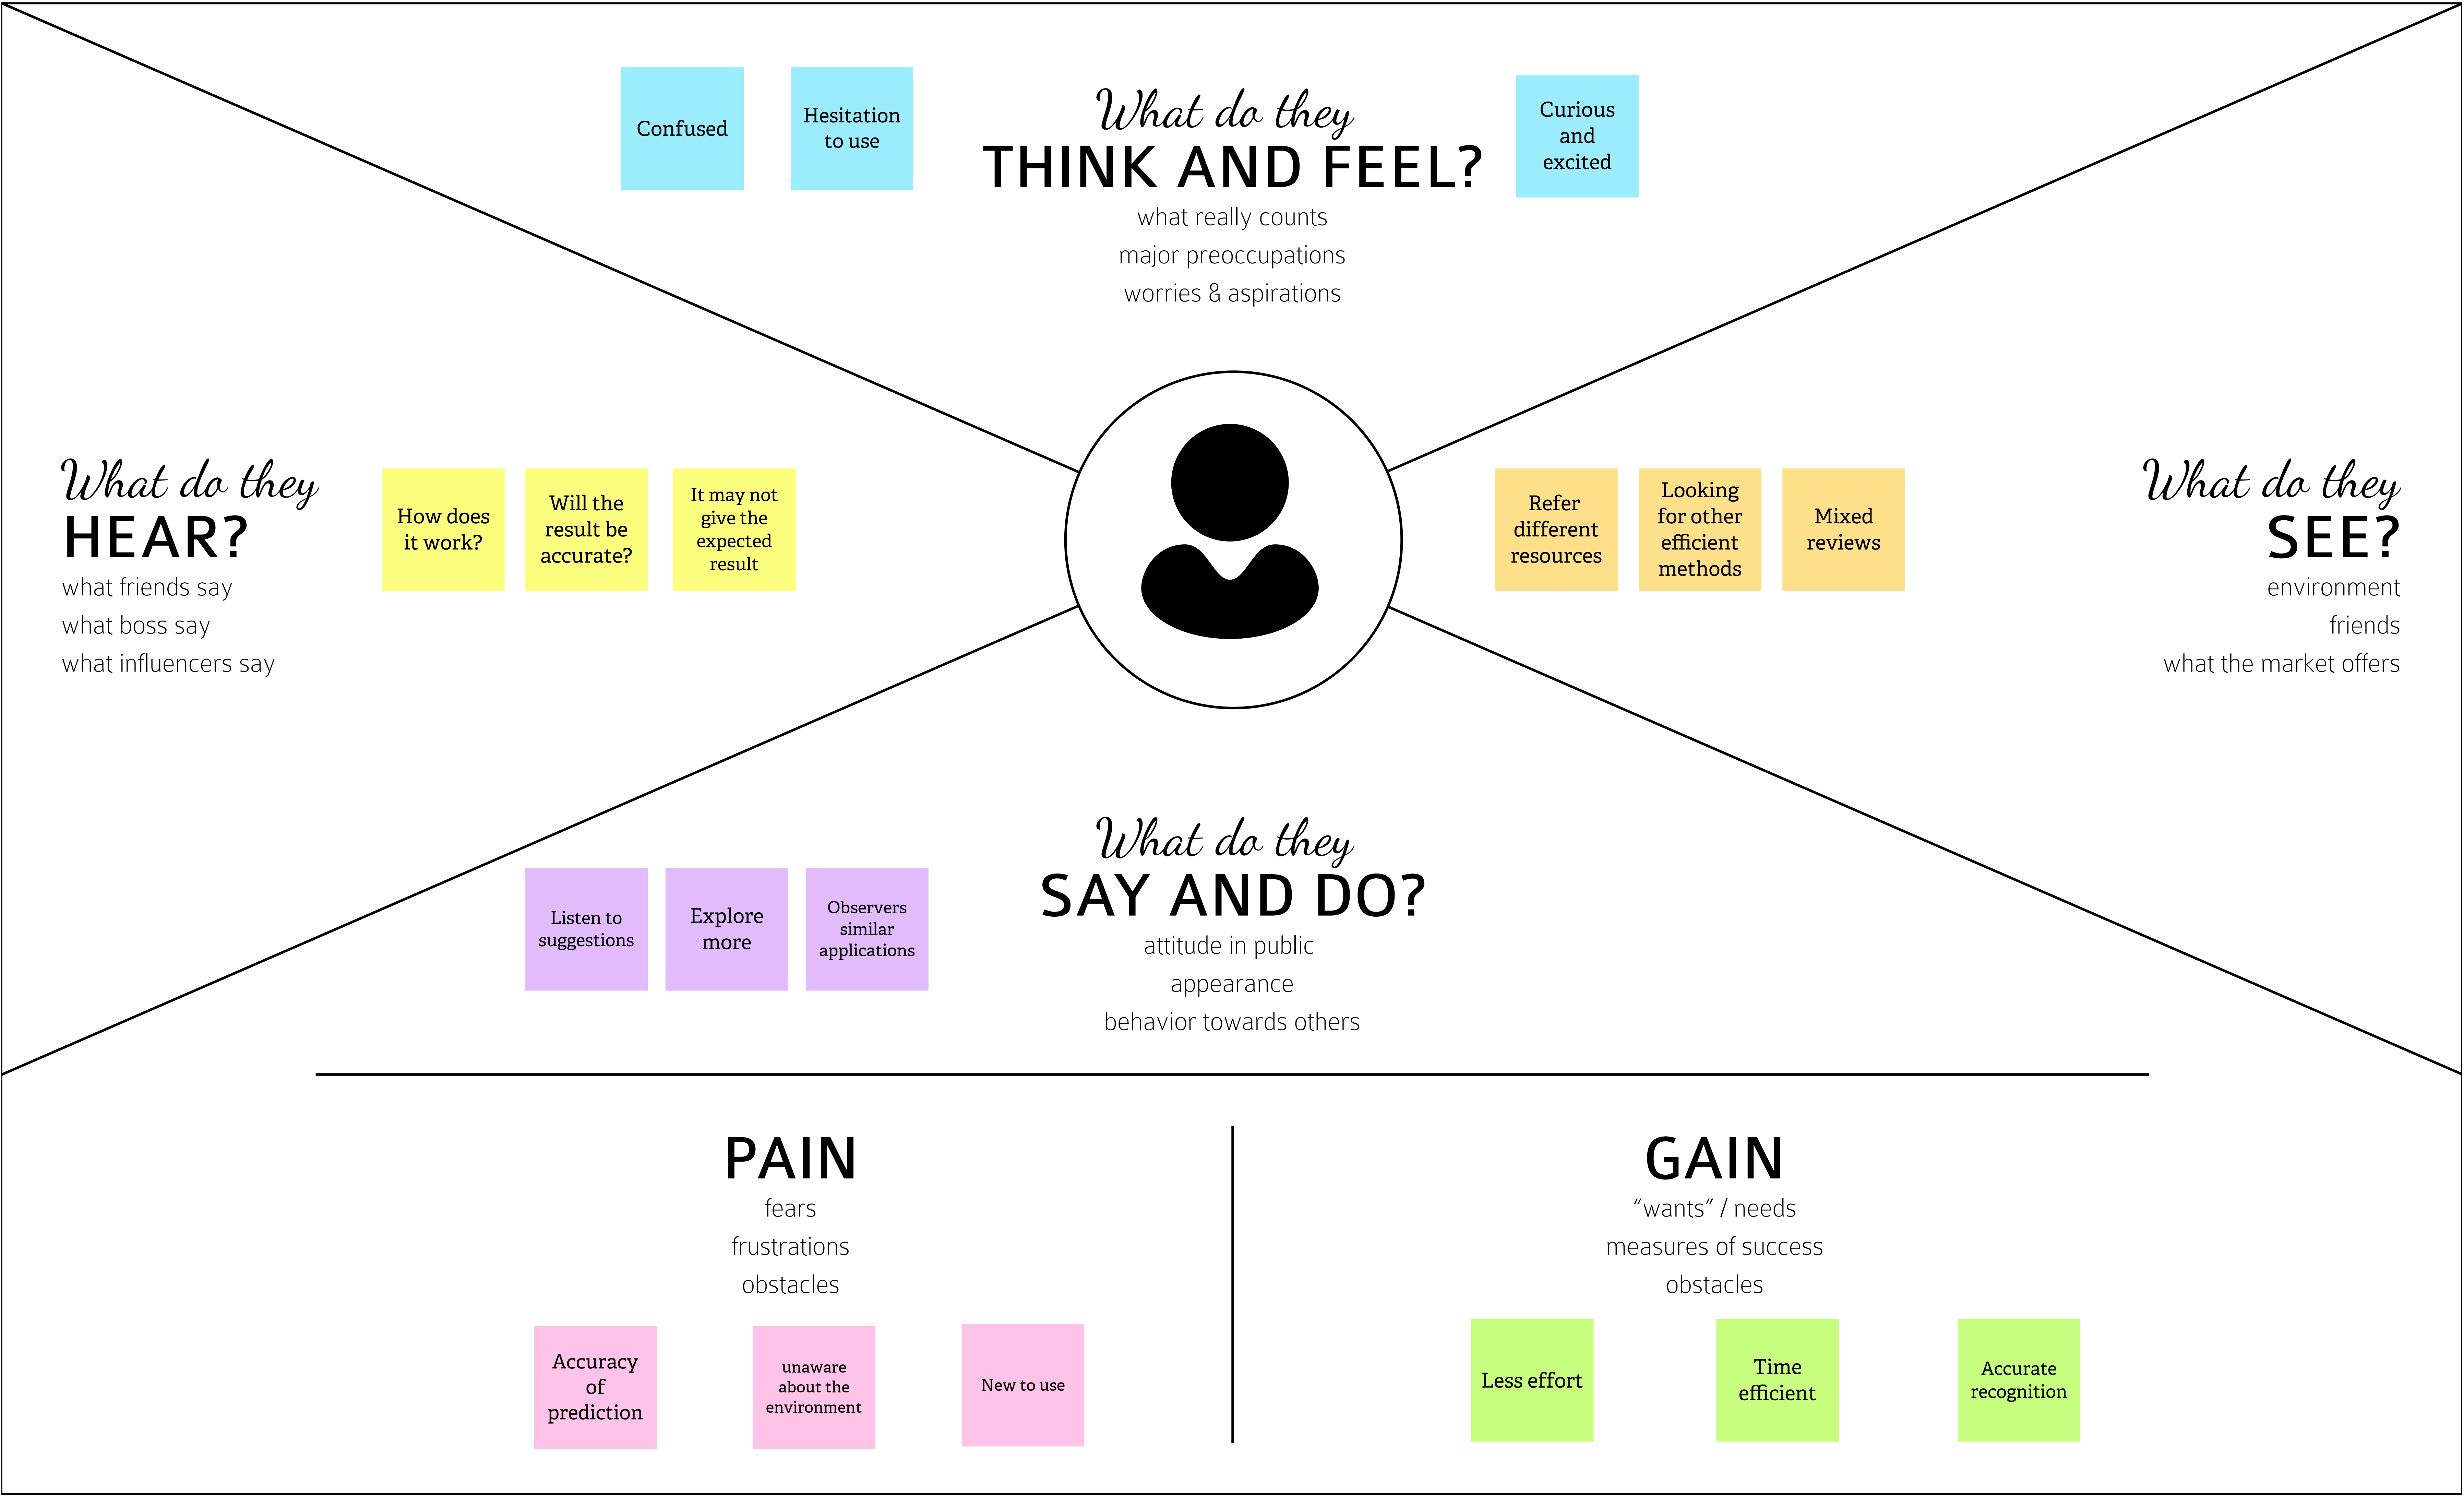 Confused
Hesitation
to use
What do they
THINK AND FEEL?
what really counts
major preoccupations
worries & aspirations
Curious
and
excited
What do they
HEAR?
what friends say
what boss say
what influencers say
How does
it work?
Will the
result be
accurate?
It may not
give the
expected
result
Refer
different
resources
Looking
for other
efficient
methods
Mixed
reviews
What do they
SEE?
environment
friends
what the market offers
Listen to
suggestions
Explore
more
Observers
similar
applications
What do they
SAY AND DO?
attitude in public
appearance
behavior towards others
PAIN
fears
frustrations
obstacles
Accuracy
of
prediction
unaware
about the
environment
New to use
GAIN
“wants” / needs
measures of success
obstacles
Less effort
Time
efficient
Accurate
recognition